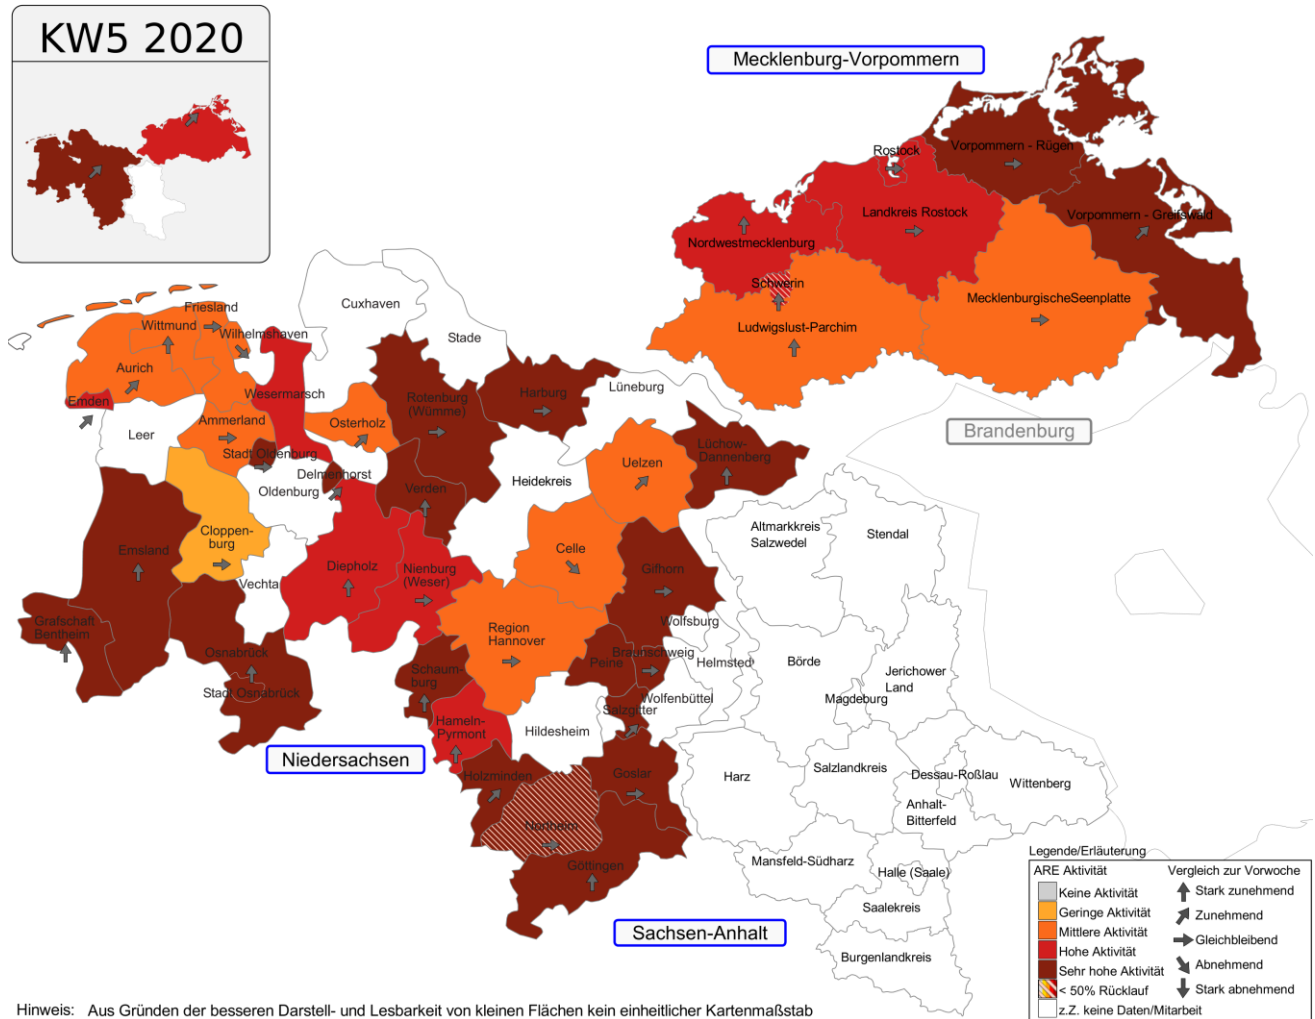 KW5 2020
Mecklenburg-Vorpommern
Rostock
Vorpommern - Rügen
Landkreis Rostock
Vorpommern - Greifswald
Nordwestmecklenburg
Schwerin
MecklenburgischeSeenplatte
Ludwigslust-Parchim
Brandenburg
Cuxhaven
Friesland
Wittmund
Wilhelmshaven
Stade
Aurich
Emden
Wesermarsch
Harburg
Lüneburg
Rotenburg
(Wümme)
Leer
Ammerland
Osterholz
Stadt Oldenburg
Delmenhorst
Oldenburg
Verden
Heidekreis
Uelzen
Lüchow-
Dannenberg
Cloppen-
burg
Emsland
Vechta
Diepholz
Nienburg
(Weser)
Celle
Gifhorn
Altmarkkreis
Salzwedel
Stendal
Grafschaft
Bentheim
Osnabrück
Stadt Osnabrück
Region
Hannover
Wolfsburg
Schaum-
burg
Peine
Braunschweig
Helmsted
Börde
Jerichower
Land
Magdeburg
Wolfenbüttel
Salzgitter
Hameln-
Pyrmont
Hildesheim
Niedersachsen
Holzminden
Goslar
Harz
Salzlandkreis
Dessau-Roßlau
Wittenberg
Anhalt-
Bitterfeld
Northeim
Göttingen
Mansfeld-Südharz
Halle (Saale)
Saalekreis
Sachsen-Anhalt
Burgenlandkreis
Legende/Erläuterung
ARE Aktivität
Keine Aktivität
Geringe Aktivität
Mittlere Aktivität
Hohe Aktivität
Sehr hohe Aktivität
< 50% Rücklauf
z.Z. keine Daten/Mitarbeit
Vergleich zur Vorwoche
Stark zunehmend
Zunehmend
Gleichbleibend
Abnehmend
Stark abnehmend
Hinweis: Aus Gründen der besseren Darstell- und Lesbarkeit von kleinen Flächen kein einheitlicher Kartenmaßstab